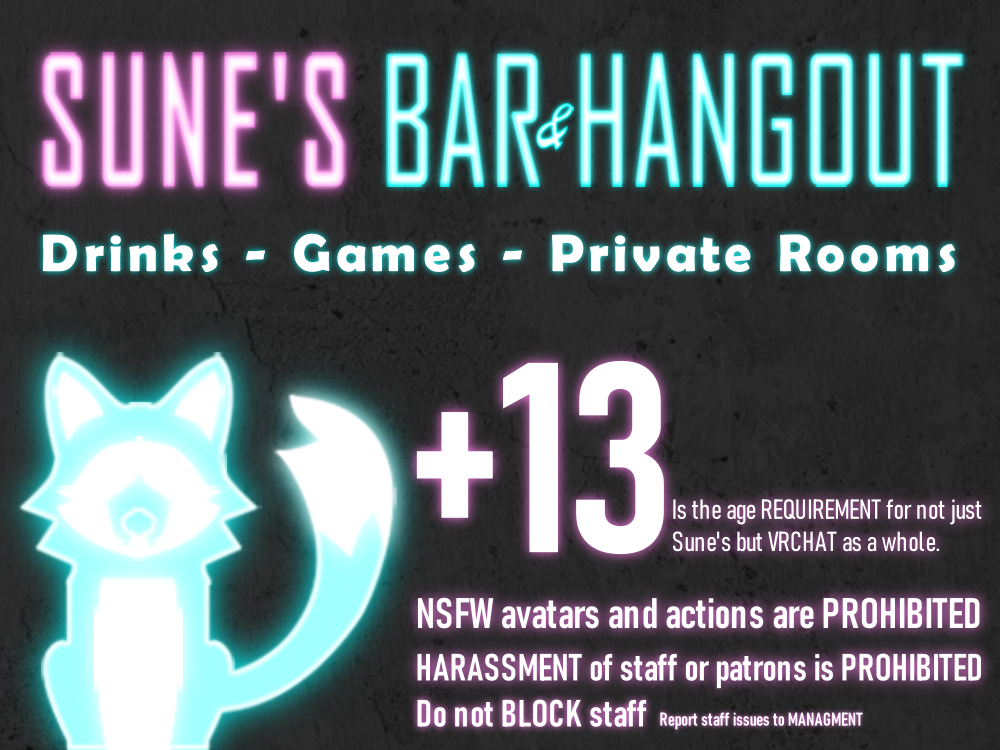 SUNE'S BAR & HANGOUT
Drinks - Games - Private Rooms
+13
Is the age REQUIREMENT for not just
Sune's but VRCHAT as a whole.
NSFW avatars and actions are PROHIBITED
HARASSMENT of staff or patrons is PROHIBITED
Do not BLOCK staff Report staff issues to MANAGMENT